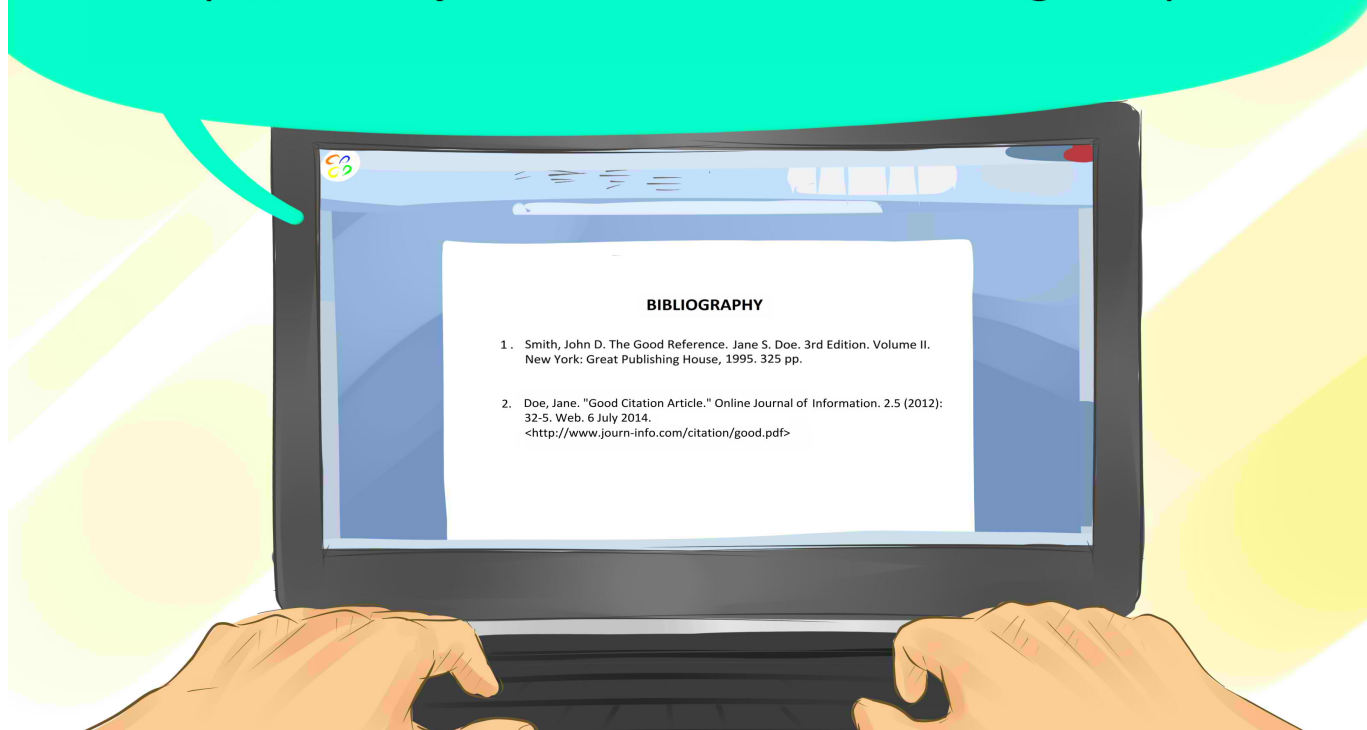 BIBLIOGRAPHY
1. Smith, John D. The Good Reference. Jane S. Doe. 3rd Edition. Volume II.
New York: Great Publishing House, 1995. 325 pp.
2. Doe, Jane. "Good Citation Article." Online Journal of Information. 2.5 (2012):
32-5. Web. 6 July 2014.
<http://www.journ-info.com/citation/good.pdf>